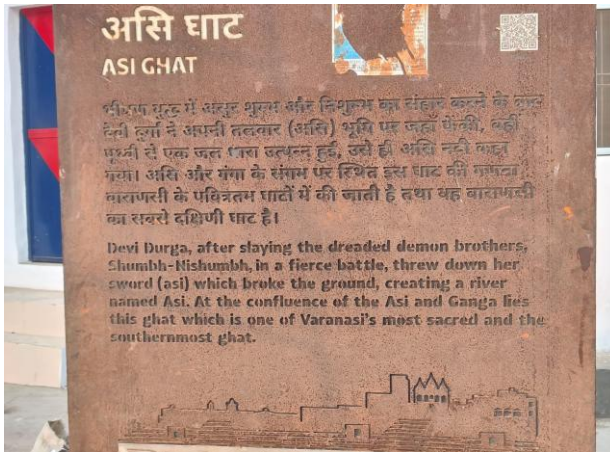 असि घाट
ASI GHAT
भीषण युद्ध में असुर शुम्भ और निशुम्भ का संहार करने के बाद
देवी दुर्गा ने अपनी तलवार (असि) भूमि पर जहाँ फेंकी, वहीं
पृथ्वी से एक जल धारा उत्पन्न हुई, उसे ही असि नदी कहा
गया। असि और गंगा के संगम पर स्थित इस घाट की गणना
वाराणसी के पवित्रतम घाटों में की जाती है तथा यह वाराणसी
का सबसे दक्षिणी घाट है।
Devi Durga, after slaying the dreaded demon brothers,
Shumbh-Nishumbh, in a fierce battle, threw down her
sword (asi) which broke the ground, creating a river
named Asi. At the confluence of the Asi and Ganga lies
this ghat which is one of Varanasi's most sacred and the
southernmost ghat.